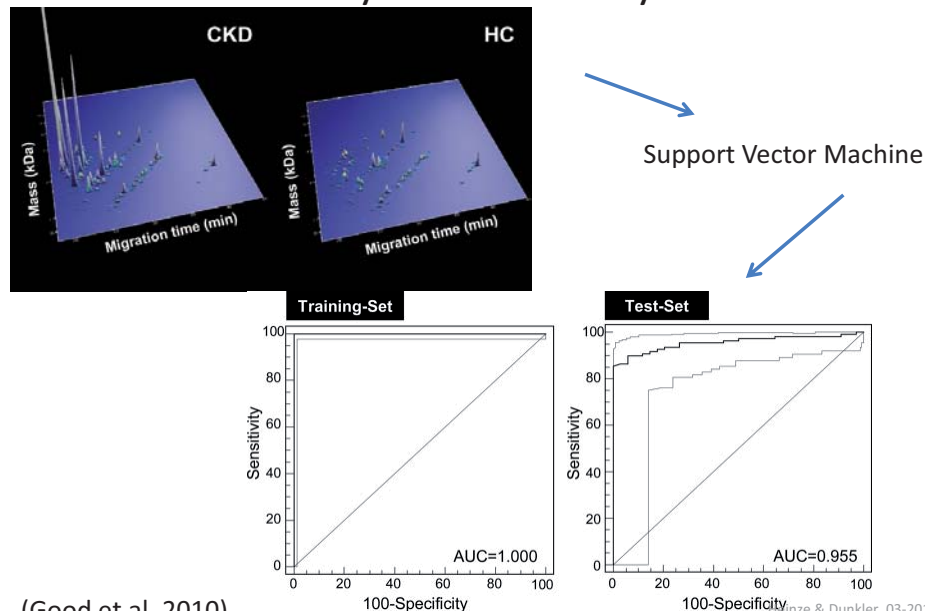 CKD
HC
Mass (kDa)
Migration time (min)
Mass (kDa)
Migration time (min)
Support Vector Machine
Training-Set
100
80
60
40
20
0
Sensitivity
AUC=1.000
0 20 40 60 80 100
100-Specificity
Test-Set
100
80
60
40
20
0
Sensitivity
AUC=0.955
0 20 40 60 80 100
100-Specificity
(Good et al. 2010)
& Dunkler, 03-201